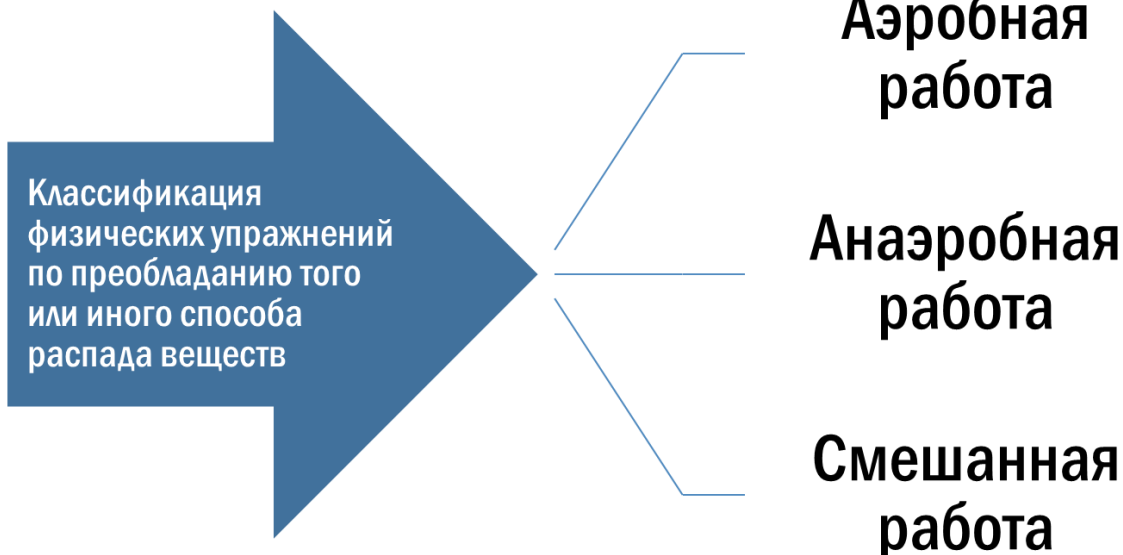 Классификация
физических упражнений
по преобладанию того
или иного способа
распада веществ
Аэробная
работа
Анаэробная
работа
Смешанная
работа